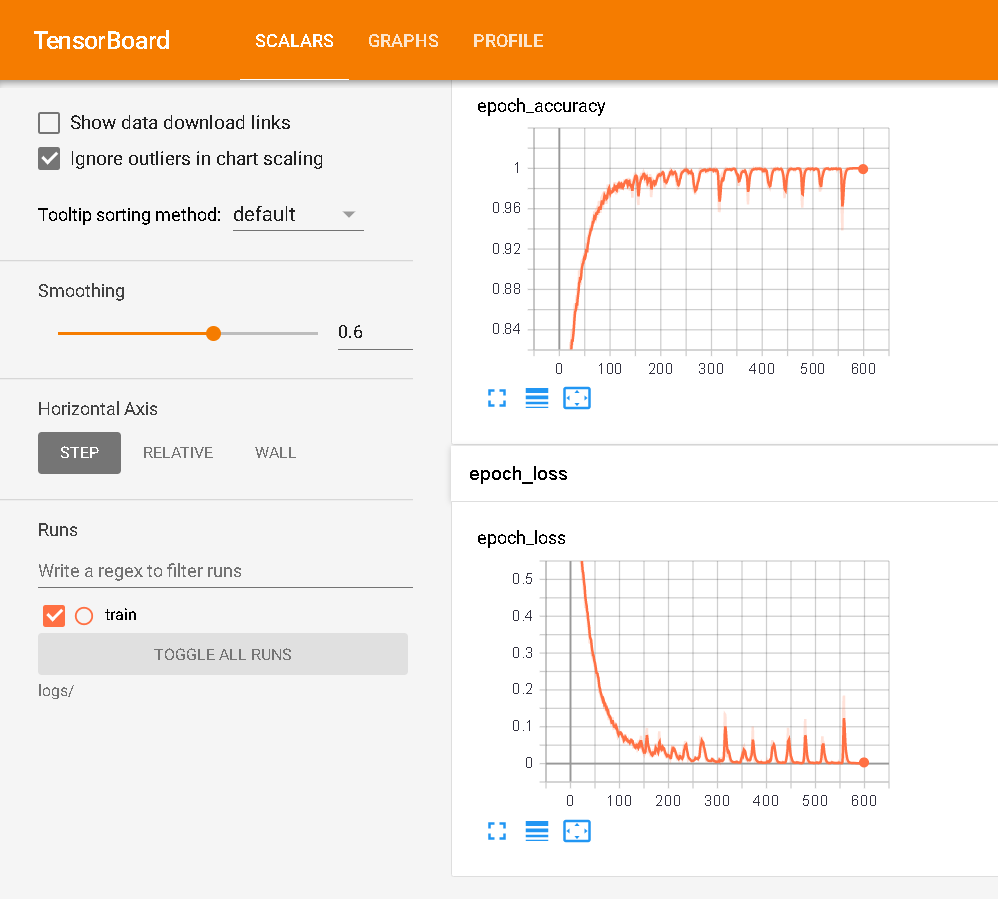 TensorBoard SCALARS GRAPHS PROFILE
Show data download links
Ignore outliers in chart scaling
Tooltip sorting method: default
Smoothing
0.6
Horizontal Axis
STEP RELATIVE WALL
Runs
Write a regex to filter runs
train
TOGGLE ALL RUNS
logs/
epoch_accuracy
1
0.96
0.92
0.88
0.84
0 100 200 300 400 500 600
epoch_loss
epoch_loss
0.5
0.4
0.3
0.2
0.1
0
0 100 200 300 400 500 600